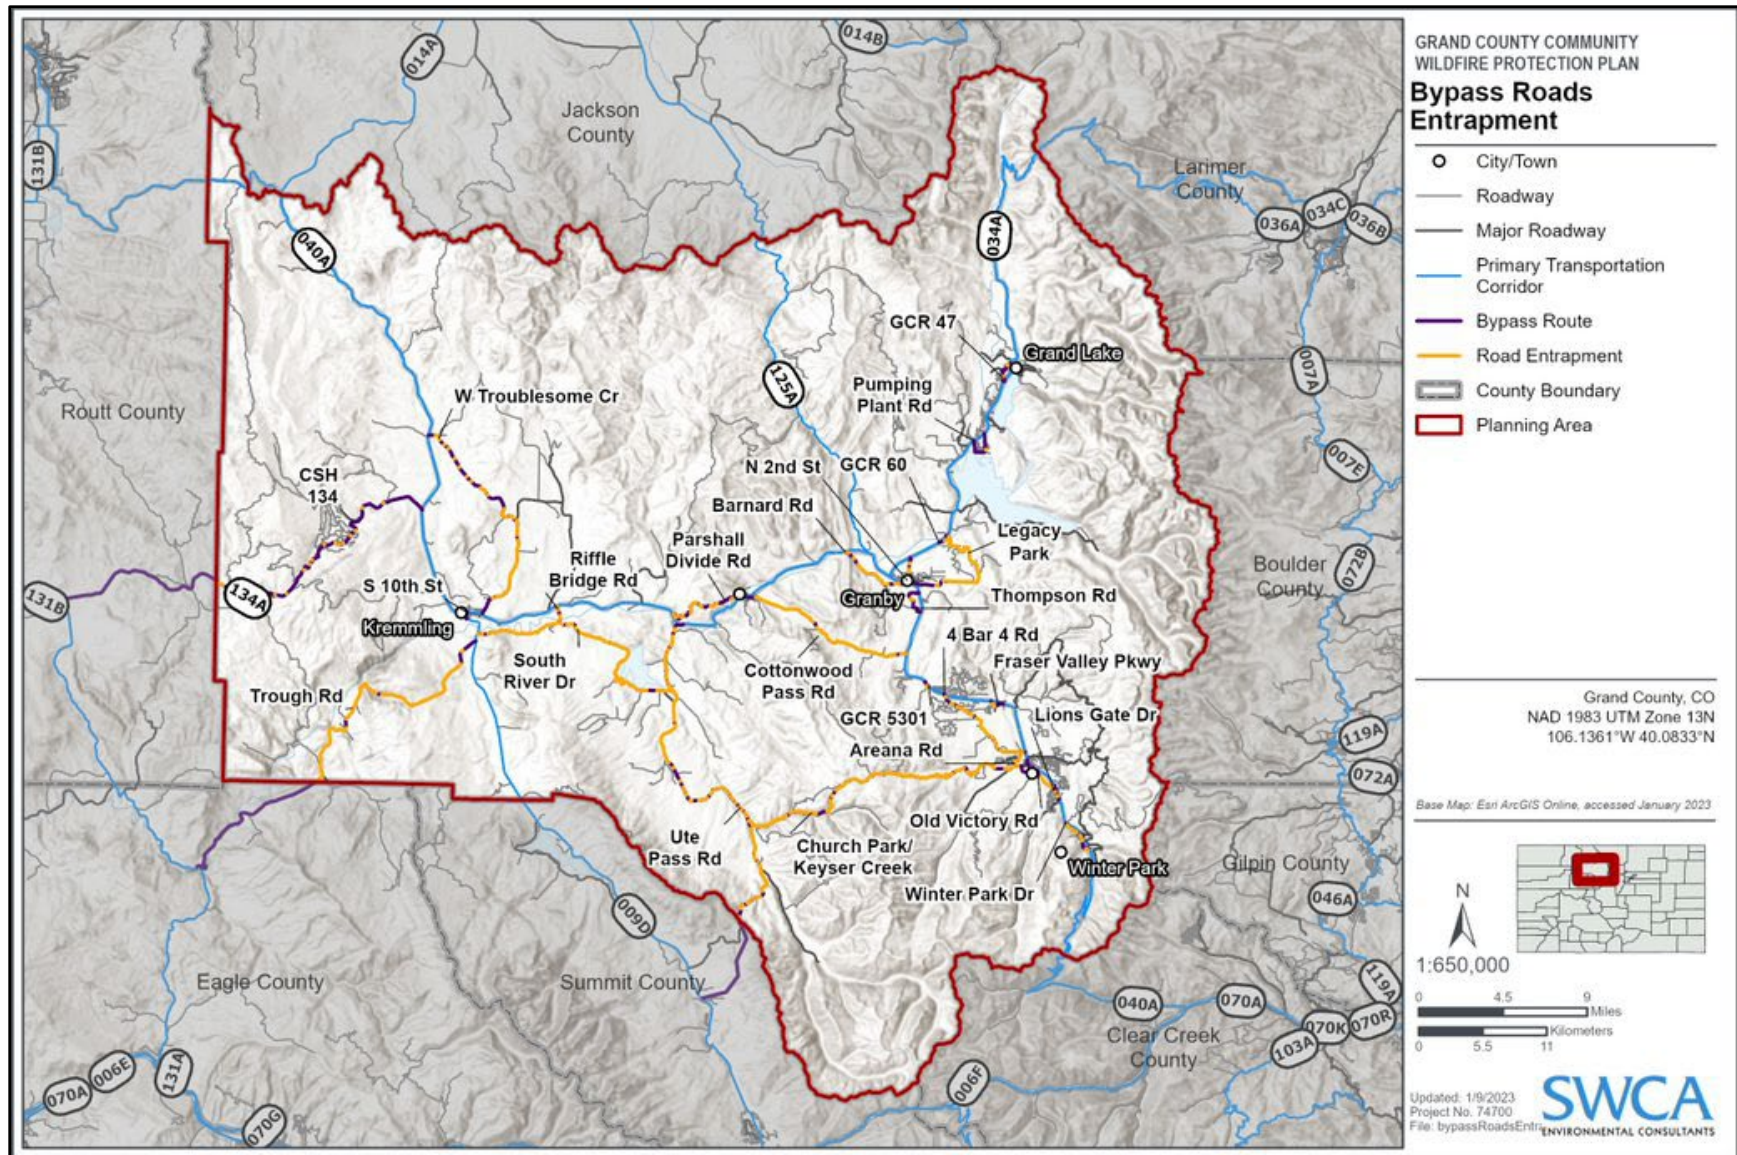 GRAND COUNTY COMMUNITY
WILDFIRE PROTECTION PLAN
Bypass Roads
Entrapment
City/Town
Roadway
Major Roadway
Primary Transportation
Corridor
Bypass Route
Road Entrapment
County Boundary
Planning Area
Grand County, CO
NAD 1983 UTM Zone 13N
106.1361°W 40.0833°N
Base Map: Esri ArcGIS Online, accessed January 2023
N
1:650,000
0 4.5 9
Miles
Kilometers
0 5.5 11
Updated: 1/9/2023
Project No. 74700
File: bypassRoadsEntra
SWCA
ENVIRONMENTAL CONSULTANTS
014A
014B
Jackson
County
131B
Larimer
County
036A
034C
036B
034A
040A
GCR 47
Grand Lake
007A
125A
Pumping
Plant Rd
Routt County
W Troublesome Cr
N 2nd St
GCR 60
007E
CSH
134
Barnard Rd
Legacy
Park
Parshall
Divide Rd
Riffle
Bridge Rd
Boulder
County
072B
S 10th St
134A
131B
Granby
Thompson Rd
Kremmling
4 Bar 4 Rd
South
River Dr
Cottonwood
Pass Rd
Fraser Valley Pkwy
Trough Rd
GCR 5301
Lions Gate Dr
119A
Areana Rd
072A
Old Victory Rd
Ute
Pass Rd
Church Park/
Keyser Creek
Winter Park
Gilpin County
Winter Park Dr
046A
009D
Eagle County
Summit County
119A
040A
070A
070K
070R
Clear Creek
County
103A
006F
070A
006E
131A
070G